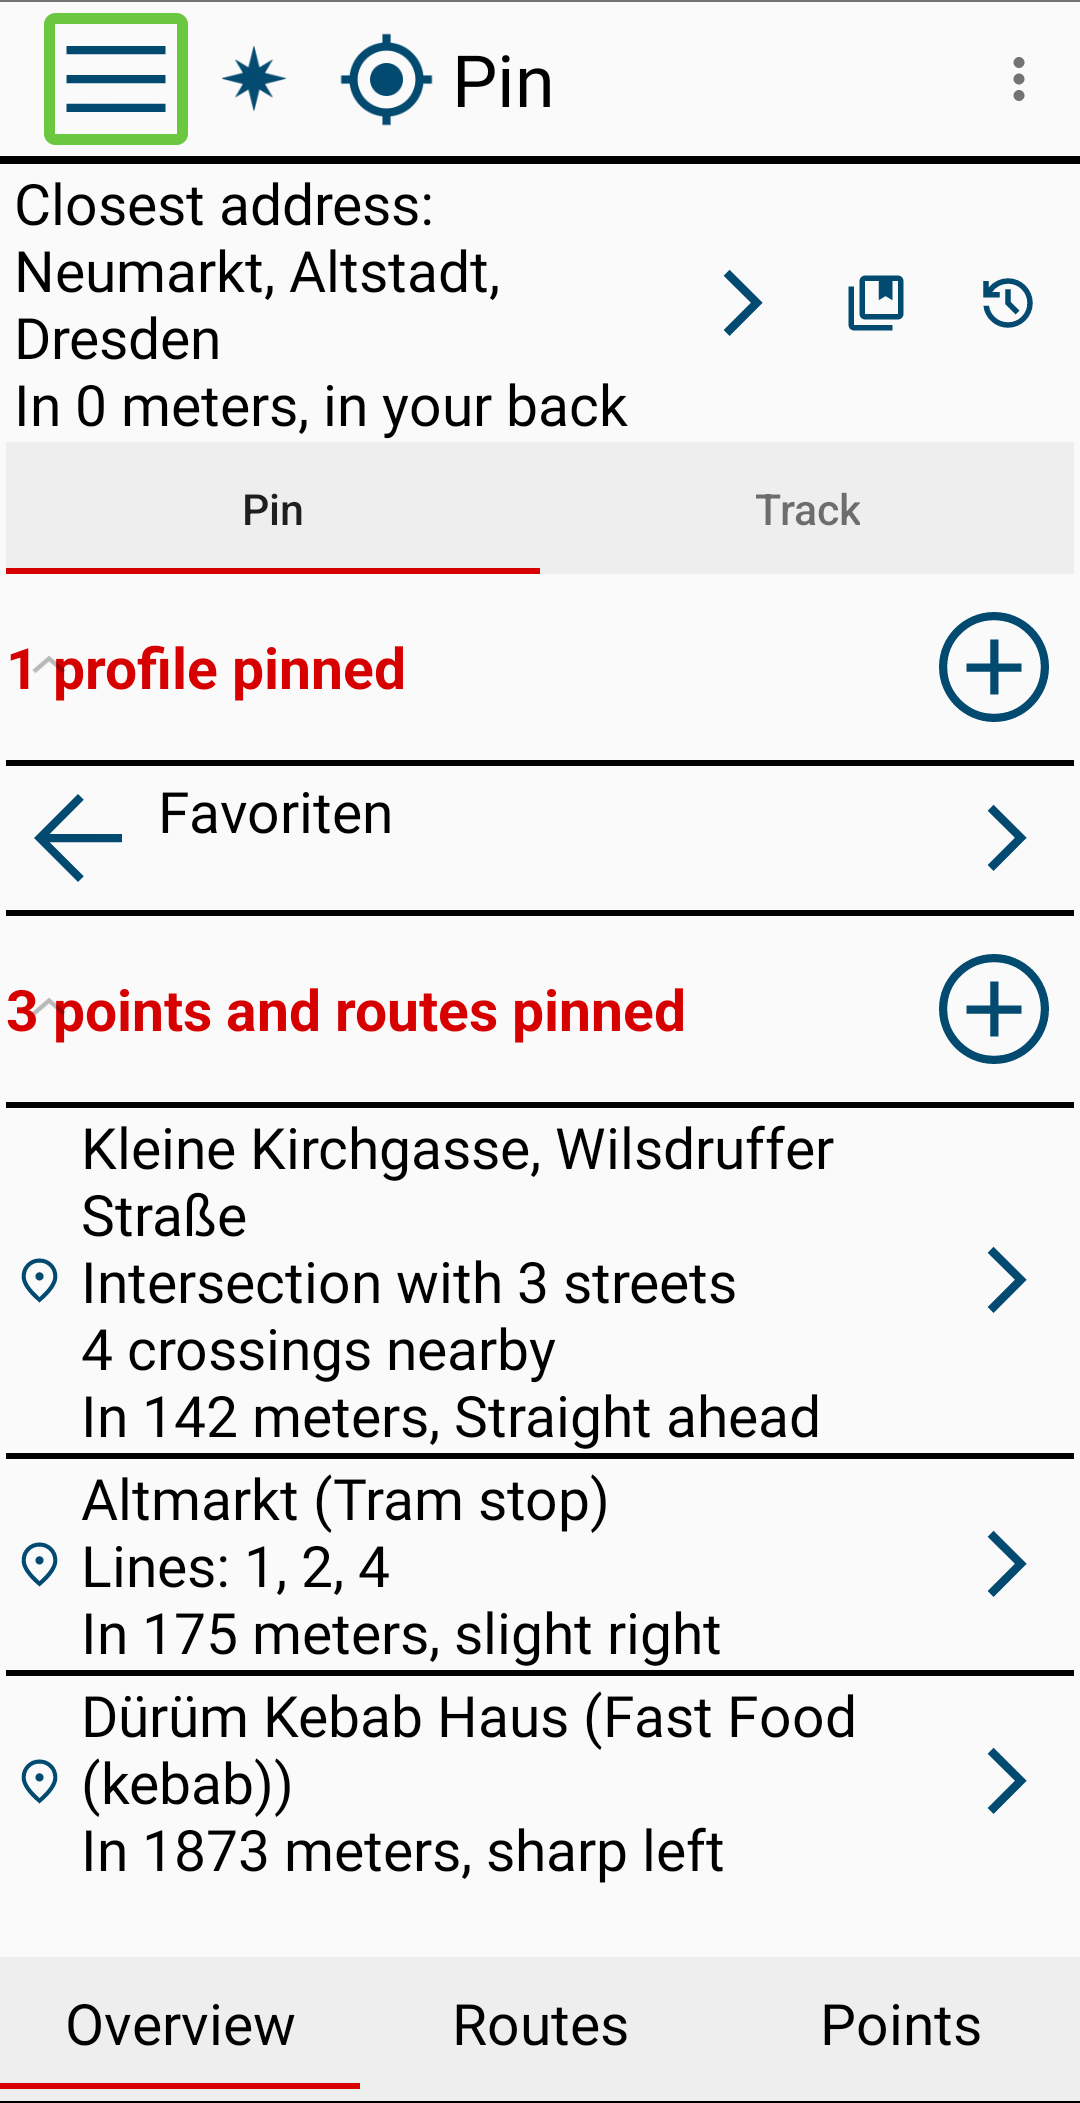 Pin
Closest address:
Neumarkt, Altstadt,
Dresden
In 0 meters, in your back
Pin
Track
1 profile pinned
Favoriten
3 points and routes pinned
Kleine Kirchgasse, Wilsdruffer
Straße
Intersection with 3 streets
4 crossings nearby
In 142 meters, Straight ahead
Altmarkt (Tram stop)
Lines: 1, 2, 4
In 175 meters, slight right
Dürüm Kebab Haus (Fast Food
(kebab))
In 1873 meters, sharp left
Overview
Routes
Points